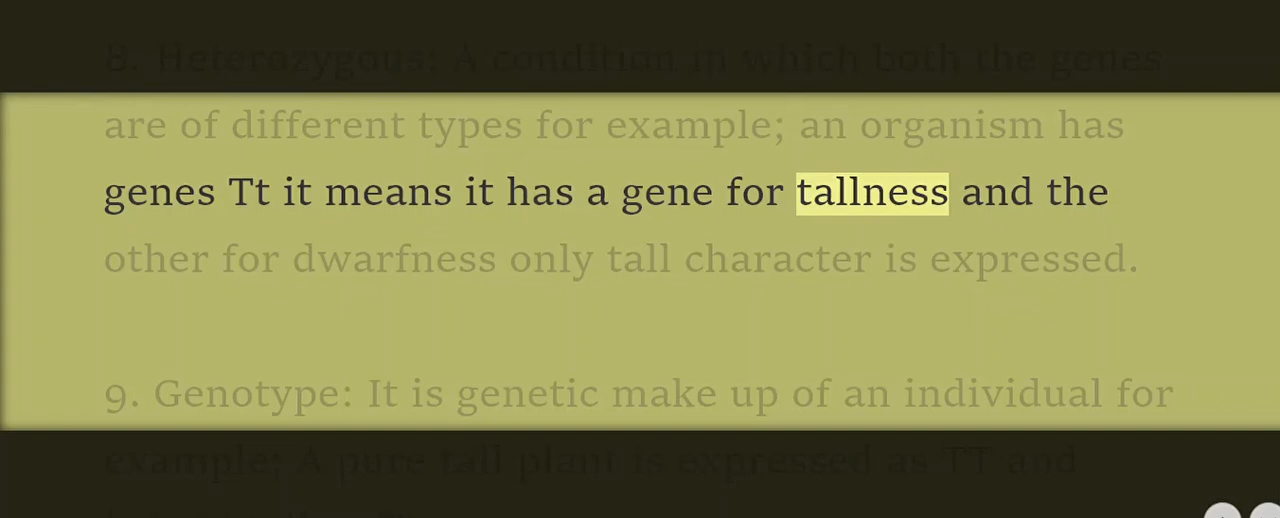 8. Heterozygous: A condition in which both the genes
are of different types for example; an organism has
genes Tt it means it has a gene for tallness and the
other for dwarfness only tall character is expressed.
9. Genotype: It is genetic make up of an individual for
example; A pure tall plant is expressed as TT and